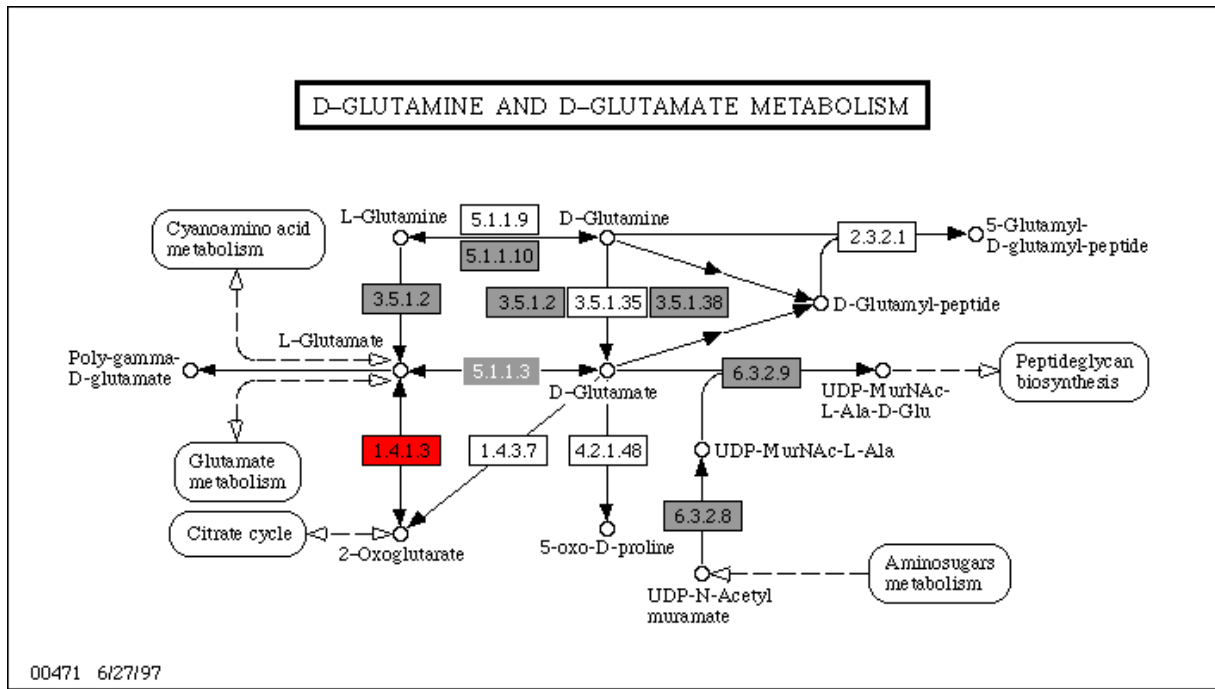 D–GLUTAMINE AND D–GLUTAMATE METABOLISM
Cyanoamino acid
metabolism
L-Glutamine
5.1.1.9
D-Glutamine
5.1.1.10
2.3.2.1
5-Glutamyl-
D-glutamyl-peptide
3.5.1.2
3.5.1.2
3.5.1.35
3.5.1.38
D-Glutamyl-peptide
L-Glutamate
Poly-gamma-
D-glutamate
5.1.1.3
D-Glutamate
6.3.2.9
UDP-MurNAc-
L-Ala-D-Glu
Peptideglycan
biosynthesis
Glutamate
metabolism
1.4.1.3
1.4.3.7
4.2.1.48
UDP-MurNAc-L-Ala
Citrate cycle
2-Oxoglutarate
5-oxo-D-proline
6.3.2.8
UDP-N-Acetyl
muramate
Aminosugars
metabolism
00471 6/27/97